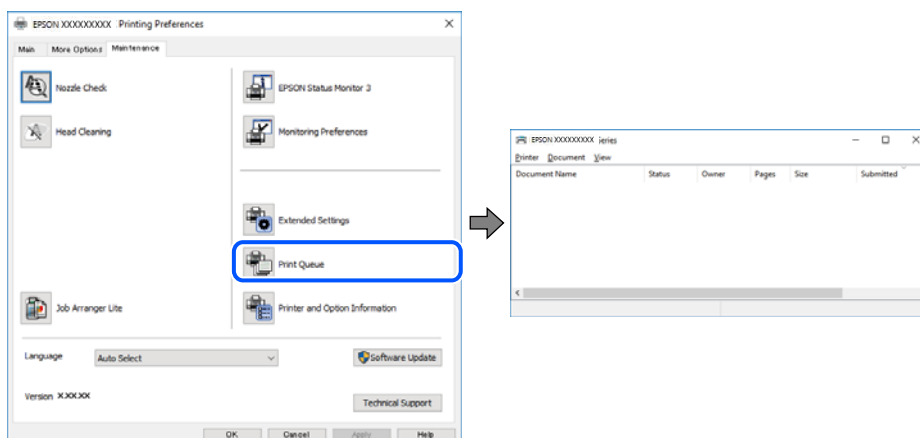 EPSON XXXXXXXXX Printing Preferences
Main More Options Maintenance
Nozzle Check
EPSON Status Monitor 3
Head Cleaning
Monitoring Preferences
Extended Settings
Print Queue
Job Arranger Lite
Printer and Option Information
Language Auto Select
Software Update
Version X.XX.XX
Technical Support
OK Cancel Apply Help
EPSON XXXXXXXXX ieries
Printer Document View
Document Name Status Owner Pages Size Submitted